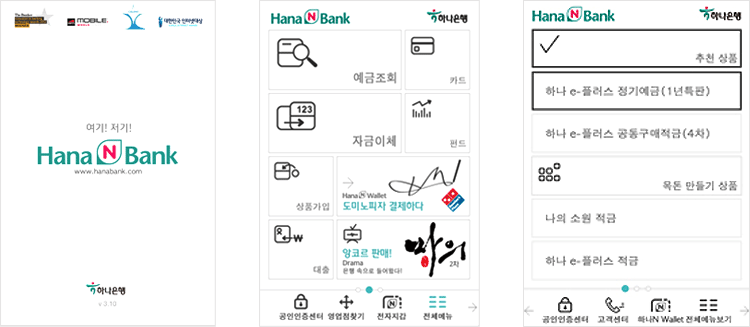 MOBILE
대한민국 인터넷대상
여기! 저기!
Hana N Bank
www.hanabank.com
하나은행
v 3.10
Hana N Bank
하나은행
예금조회
카드
123
자금이체
펀드
상품가입
Hana N Wallet
도미노피자 결제하다
대출
앙코르 판매!
Drama
은행 속으로 들어왔다!
마의
2차
공인인증센터
영업점찾기
전자지갑
전체메뉴
Hana N Bank
하나은행
추천 상품
하나 e-플러스 정기예금(1년특판)
하나 e-플러스 공동구매적금(4차)
목돈 만들기 상품
나의 소원 적금
하나 e-플러스 적금
공인인증센터
고객센터
하나N Wallet
전체메뉴보기